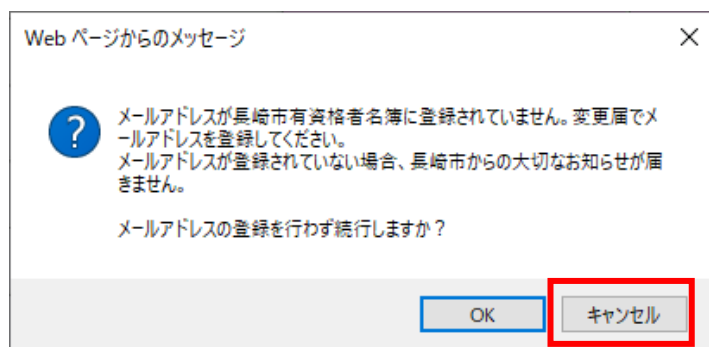 Web ページからのメッセージ
メールアドレスが長崎市有資格者名簿に登録されていません。変更届でメ
ールアドレスを登録してください。
メールアドレスが登録されていない場合、長崎市からの大切なお知らせが届
きません。
メールアドレスの登録を行わず続行しますか？
OK
キャンセル